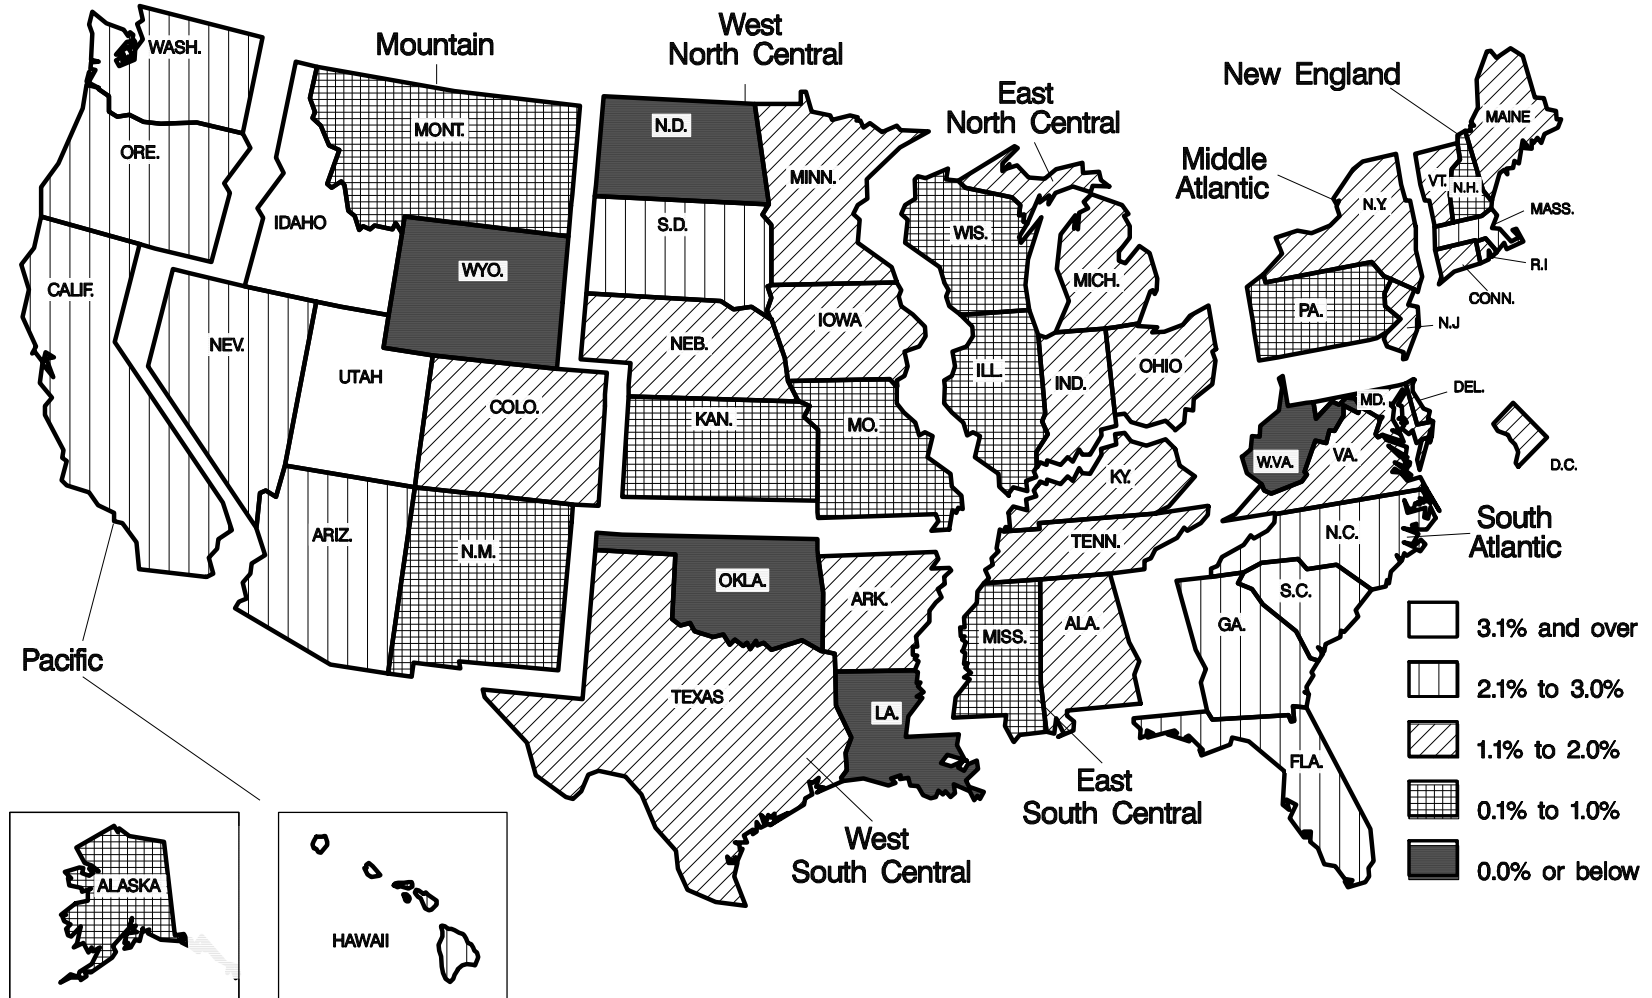 West
North Central
Mountain
East
North Central
New England
Middle
Atlantic
South
Atlantic
Pacific
East
South Central
West
South Central
WASH.
ORE.
CALIF.
IDAHO
NEV.
MONT.
WYO.
UTAH
COLO.
ARIZ.
N.M.
N.D.
S.D.
NEB.
KAN.
MINN.
IOWA
MO.
OKLA.
TEXAS
ARK.
LA.
WIS.
MICH.
ILL.
IND.
OHIO
KY.
TENN.
MISS.
ALA.
MAINE
VT.
N.H.
MASS.
R.I
CONN.
N.Y.
PA.
N.J
DEL.
MD.
D.C.
W.VA.
VA.
N.C.
S.C.
GA.
FLA.
ALASKA
HAWAII
3.1% and over
2.1% to 3.0%
1.1% to 2.0%
0.1% to 1.0%
0.0% or below